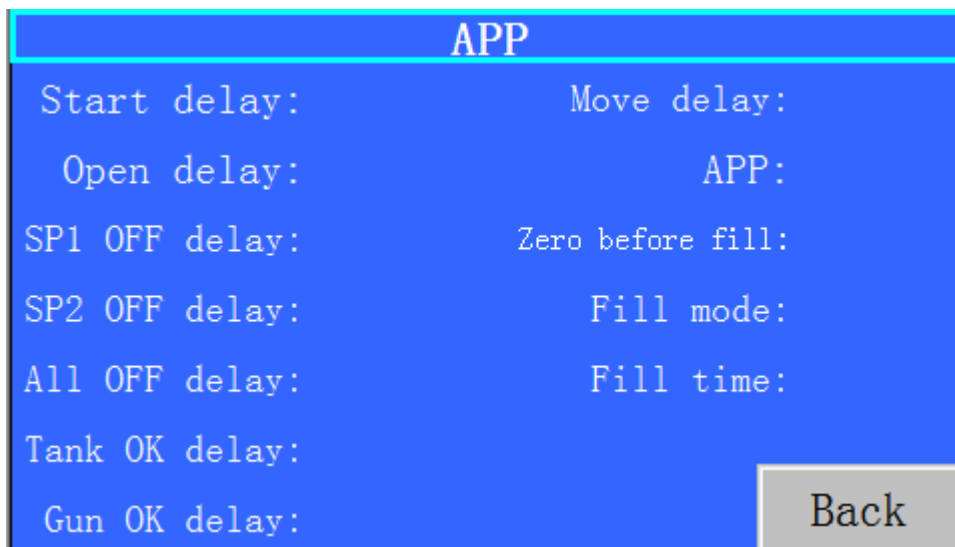 APP
Start delay:
Move delay:
Open delay:
APP:
SP1 OFF delay:
Zero before fill:
SP2 OFF delay:
Fill mode:
All OFF delay:
Fill time:
Tank OK delay:
Gun OK delay:
Back